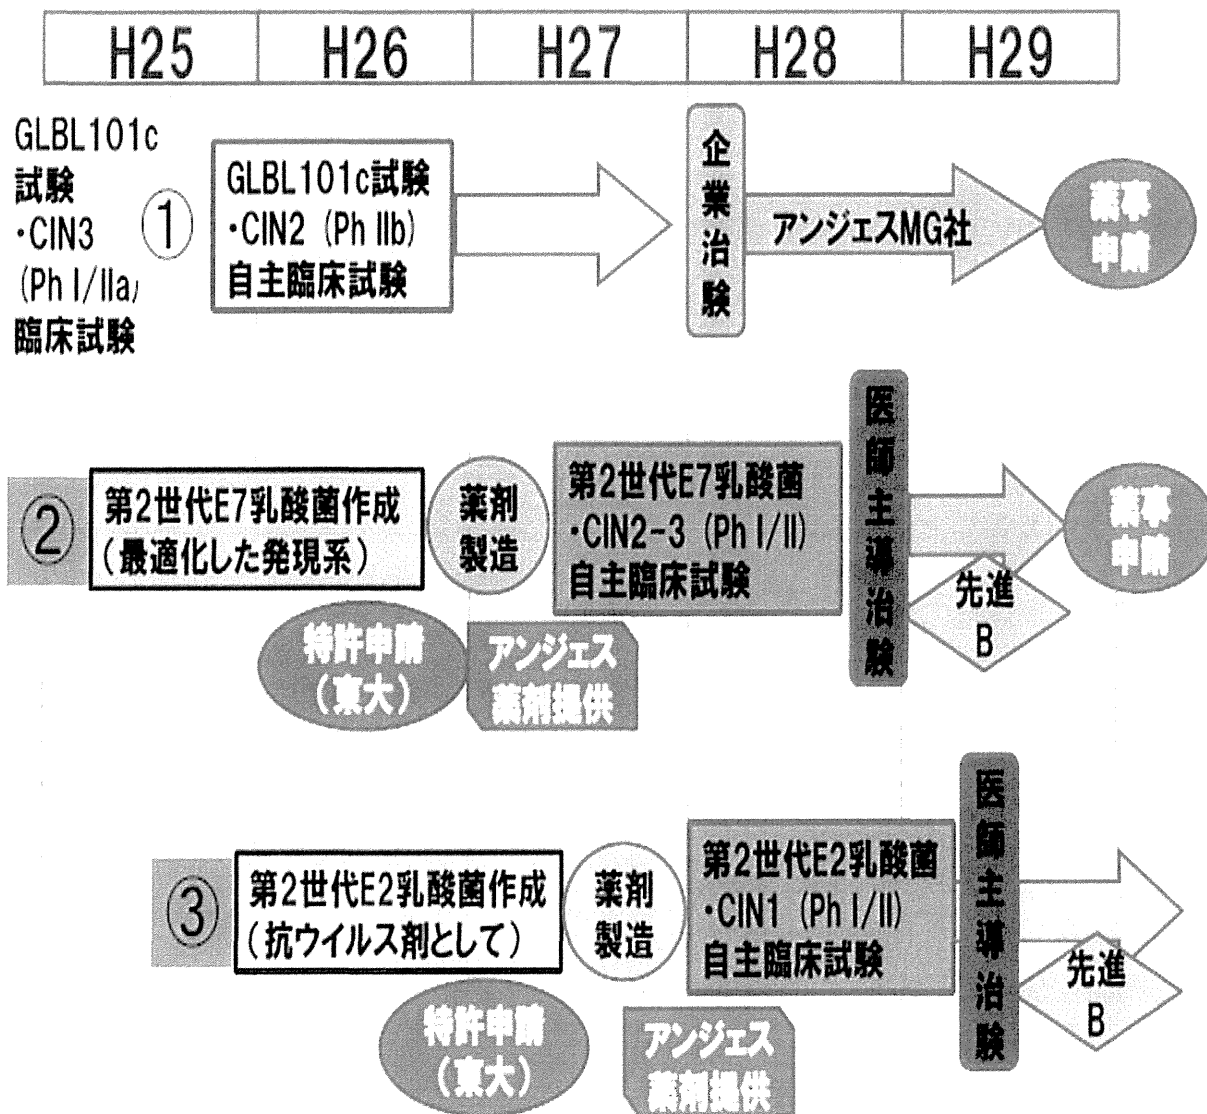 H25 H26 H27 H28 H29
GLBL101c
試験
・CIN3
(Ph I/IIa)
臨床試験
①
GLBL101c試験
・CIN2 (Ph IIb)
自主臨床試験
企業治験
アンジェスMG社
薬事
申請
②
第2世代E7乳酸菌作成
(最適化した発現系)
薬剤
製造
第2世代E7乳酸菌
・CIN2-3 (Ph I/II)
自主臨床試験
医師主導治験
先進
B
薬事
申請
特許申請
(東大)
アンジェス
薬剤提供
③
第2世代E2乳酸菌作成
(抗ウイルス剤として)
薬剤
製造
第2世代E2乳酸菌
・CIN1 (Ph I/II)
自主臨床試験
医師主導治験
先進
B
特許申請
(東大)
アンジェス
薬剤提供